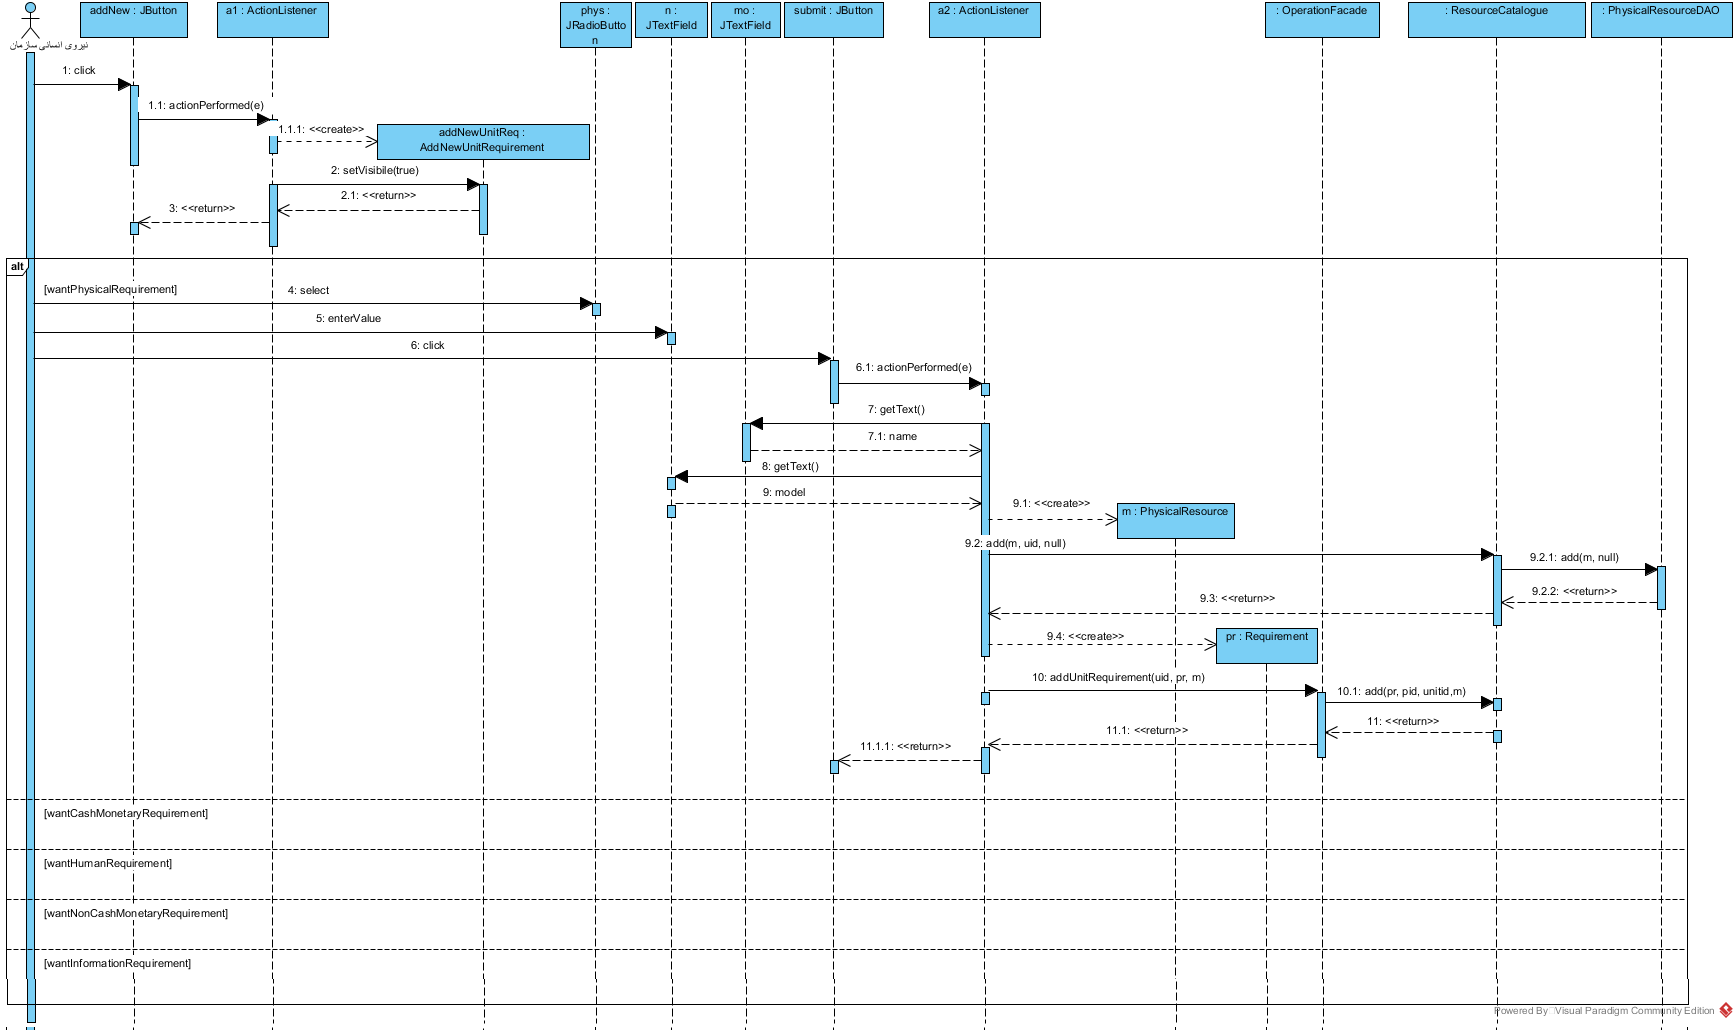 addNew : JButton
a1 : ActionListener
phys :
JRadioButto
n
n :
JTextField
mo :
JTextField
submit : JButton
a2 : ActionListener
: OperationFacade
: ResourceCatalogue
: PhysicalResourceDAO
نیروی انسانی سازمان
1: click
1.1: actionPerformed(e)
1.1.1: <<create>>
addNewUnitReq :
AddNewUnitRequirement
2: setVisibile(true)
2.1: <<return>>
3: <<return>>
alt
[wantPhysicalRequirement]
4: select
5: enterValue
6: click
6.1: actionPerformed(e)
7: getText()
7.1: name
8: getText()
9: model
9.1: <<create>>
m : PhysicalResource
9.2: add(m, uid, null)
9.2.1: add(m, null)
9.2.2: <<return>>
9.3: <<return>>
9.4: <<create>>
pr : Requirement
10: addUnitRequirement(uid, pr, m)
10.1: add(pr, pid, unitid,m)
11: <<return>>
11.1: <<return>>
11.1.1: <<return>>
[wantCashMonetaryRequirement]
[wantHumanRequirement]
[wantNonCashMonetaryRequirement]
[wantInformationRequirement]
Powered By Visual Paradigm Community Edition